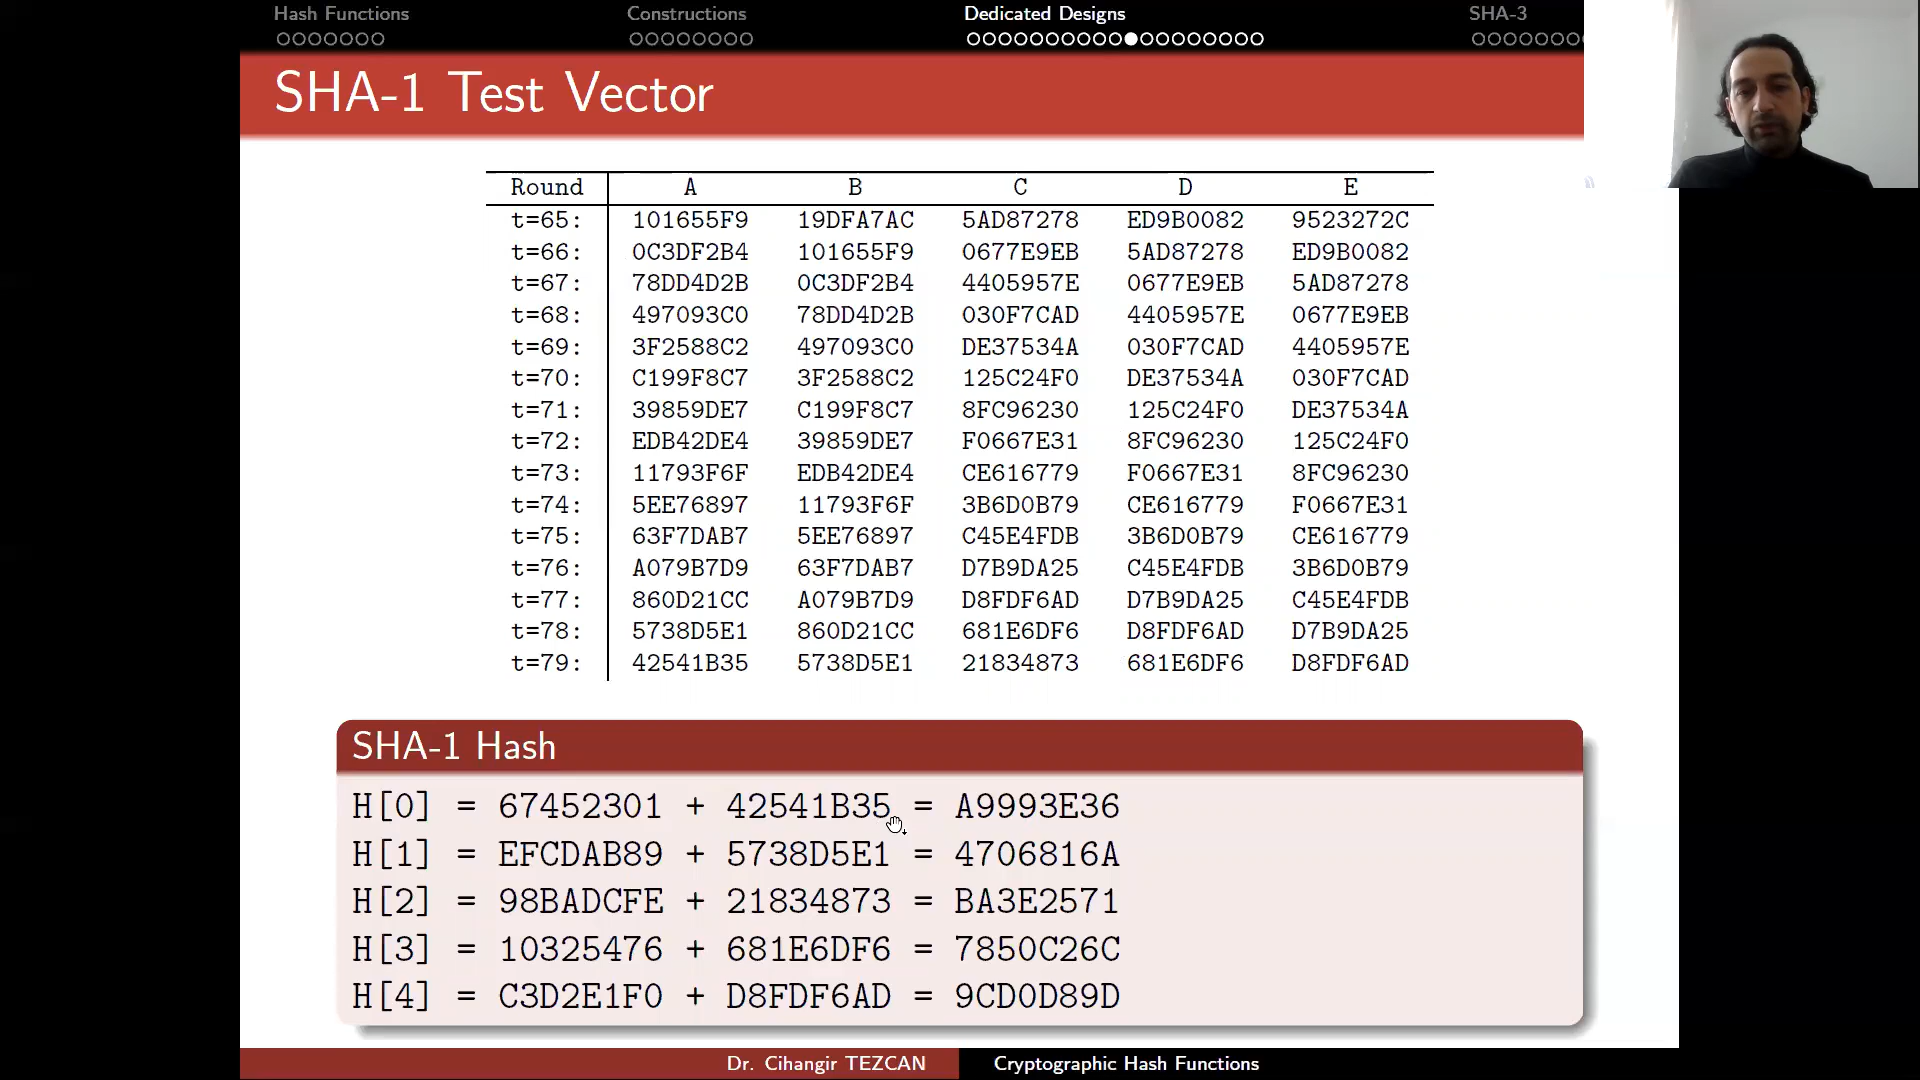 Hash Functions Constructions Dedicated Designs SHA-3
SHA-1 Test Vector
Round A B C D E
t=65: 101655F9 19DFA7AC 5AD87278 ED9B0082 9523272C
t=66: 0C3DF2B4 101655F9 0677E9EB 5AD87278 ED9B0082
t=67: 78DD4D2B 0C3DF2B4 4405957E 0677E9EB 5AD87278
t=68: 497093C0 78DD4D2B 030F7CAD 4405957E 0677E9EB
t=69: 3F2588C2 497093C0 DE37534A 030F7CAD 4405957E
t=70: C199F8C7 3F2588C2 125C24F0 DE37534A 030F7CAD
t=71: 39859DE7 C199F8C7 8FC96230 125C24F0 DE37534A
t=72: EDB42DE4 39859DE7 F0667E31 8FC96230 125C24F0
t=73: 11793F6F EDB42DE4 CE616779 F0667E31 8FC96230
t=74: 5EE76897 11793F6F 3B6D0B79 CE616779 F0667E31
t=75: 63F7DAB7 5EE76897 C45E4FDB 3B6D0B79 CE616779
t=76: A079B7D9 63F7DAB7 D7B9DA25 C45E4FDB 3B6D0B79
t=77: 860D21CC A079B7D9 D8FDF6AD D7B9DA25 C45E4FDB
t=78: 5738D5E1 860D21CC 681E6DF6 D8FDF6AD D7B9DA25
t=79: 42541B35 5738D5E1 21834873 681E6DF6 D8FDF6AD
SHA-1 Hash
H[0] = 67452301 + 42541B35 = A9993E36
H[1] = EFCDAB89 + 5738D5E1 = 4706816A
H[2] = 98BADCFE + 21834873 = BA3E2571
H[3] = 10325476 + 681E6DF6 = 7850C26C
H[4] = C3D2E1F0 + D8FDF6AD = 9CD0D89D
Dr. Cihangir TEZCAN Cryptographic Hash Functions